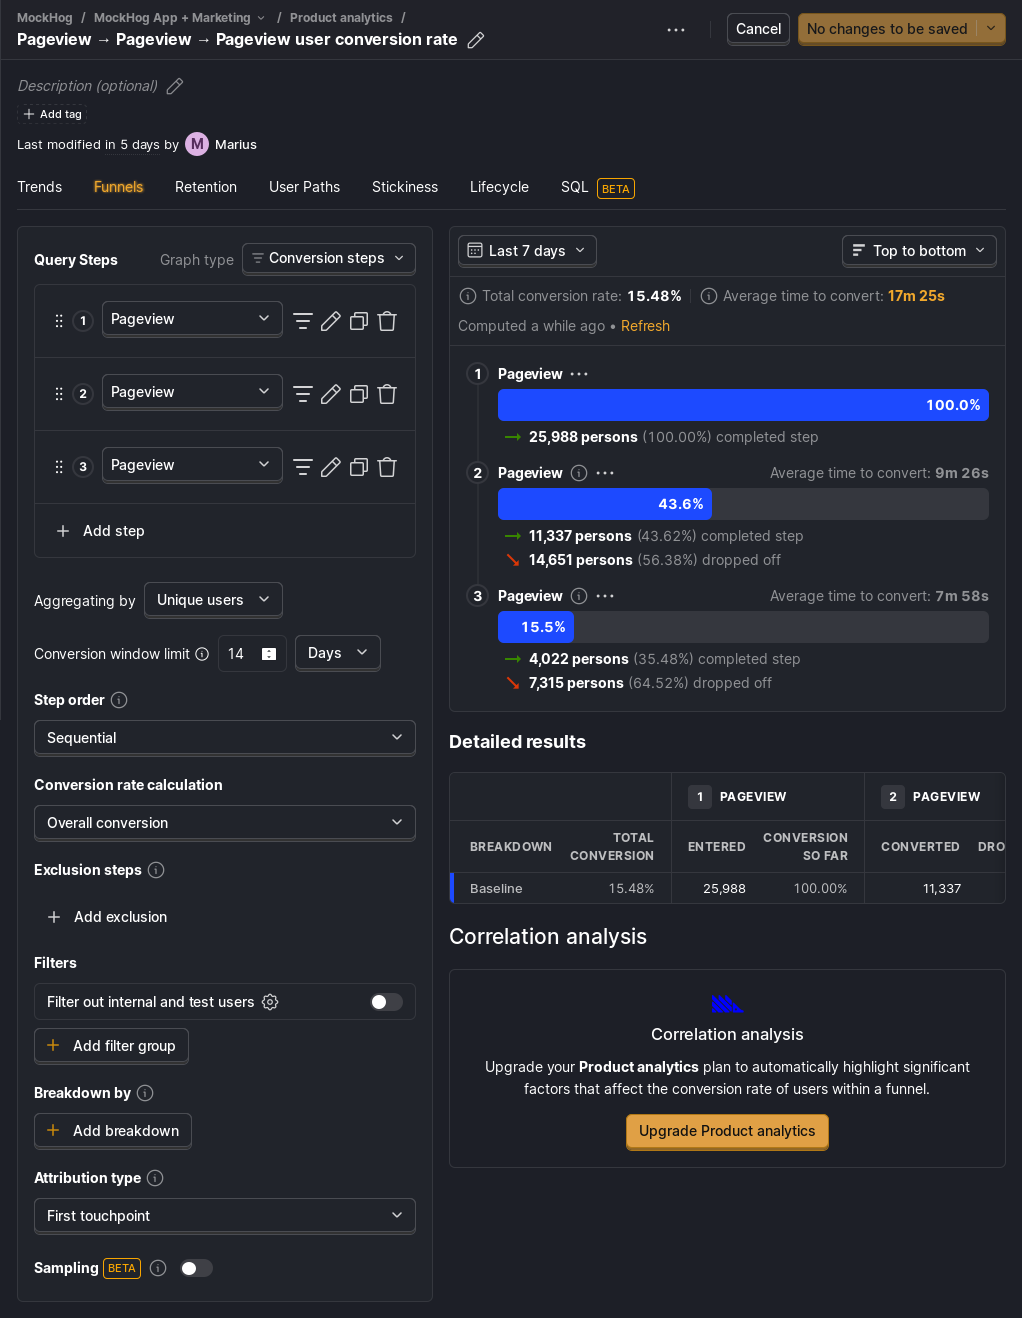 MockHog / MockHog App + Marketing / Product analytics /
Pageview → Pageview → Pageview user conversion rate
Cancel
No changes to be saved
Description (optional)
Add tag
Last modified in 5 days by M Marius
Trends Funnels Retention User Paths Stickiness Lifecycle SQL BETA
Query Steps
Graph type
Conversion steps
1 Pageview
2 Pageview
3 Pageview
Add step
Aggregating by Unique users
Conversion window limit 14 Days
Step order
Sequential
Conversion rate calculation
Overall conversion
Exclusion steps
Add exclusion
Filters
Filter out internal and test users
Add filter group
Breakdown by
Add breakdown
Attribution type
First touchpoint
Sampling BETA
Last 7 days
Top to bottom
Total conversion rate: 15.48%
Average time to convert: 17m 25s
Computed a while ago • Refresh
1 Pageview
100.0%
25,988 persons (100.00%) completed step
2 Pageview
Average time to convert: 9m 26s
43.6%
11,337 persons (43.62%) completed step
14,651 persons (56.38%) dropped off
3 Pageview
Average time to convert: 7m 58s
15.5%
4,022 persons (35.48%) completed step
7,315 persons (64.52%) dropped off
Detailed results
1 PAGEVIEW
2 PAGEVIEW
BREAKDOWN
TOTAL
CONVERSION
ENTERED
CONVERSION
SO FAR
CONVERTED
DRO
Baseline 15.48% 25,988 100.00% 11,337
Correlation analysis
Correlation analysis
Upgrade your Product analytics plan to automatically highlight significant
factors that affect the conversion rate of users within a funnel.
Upgrade Product analytics